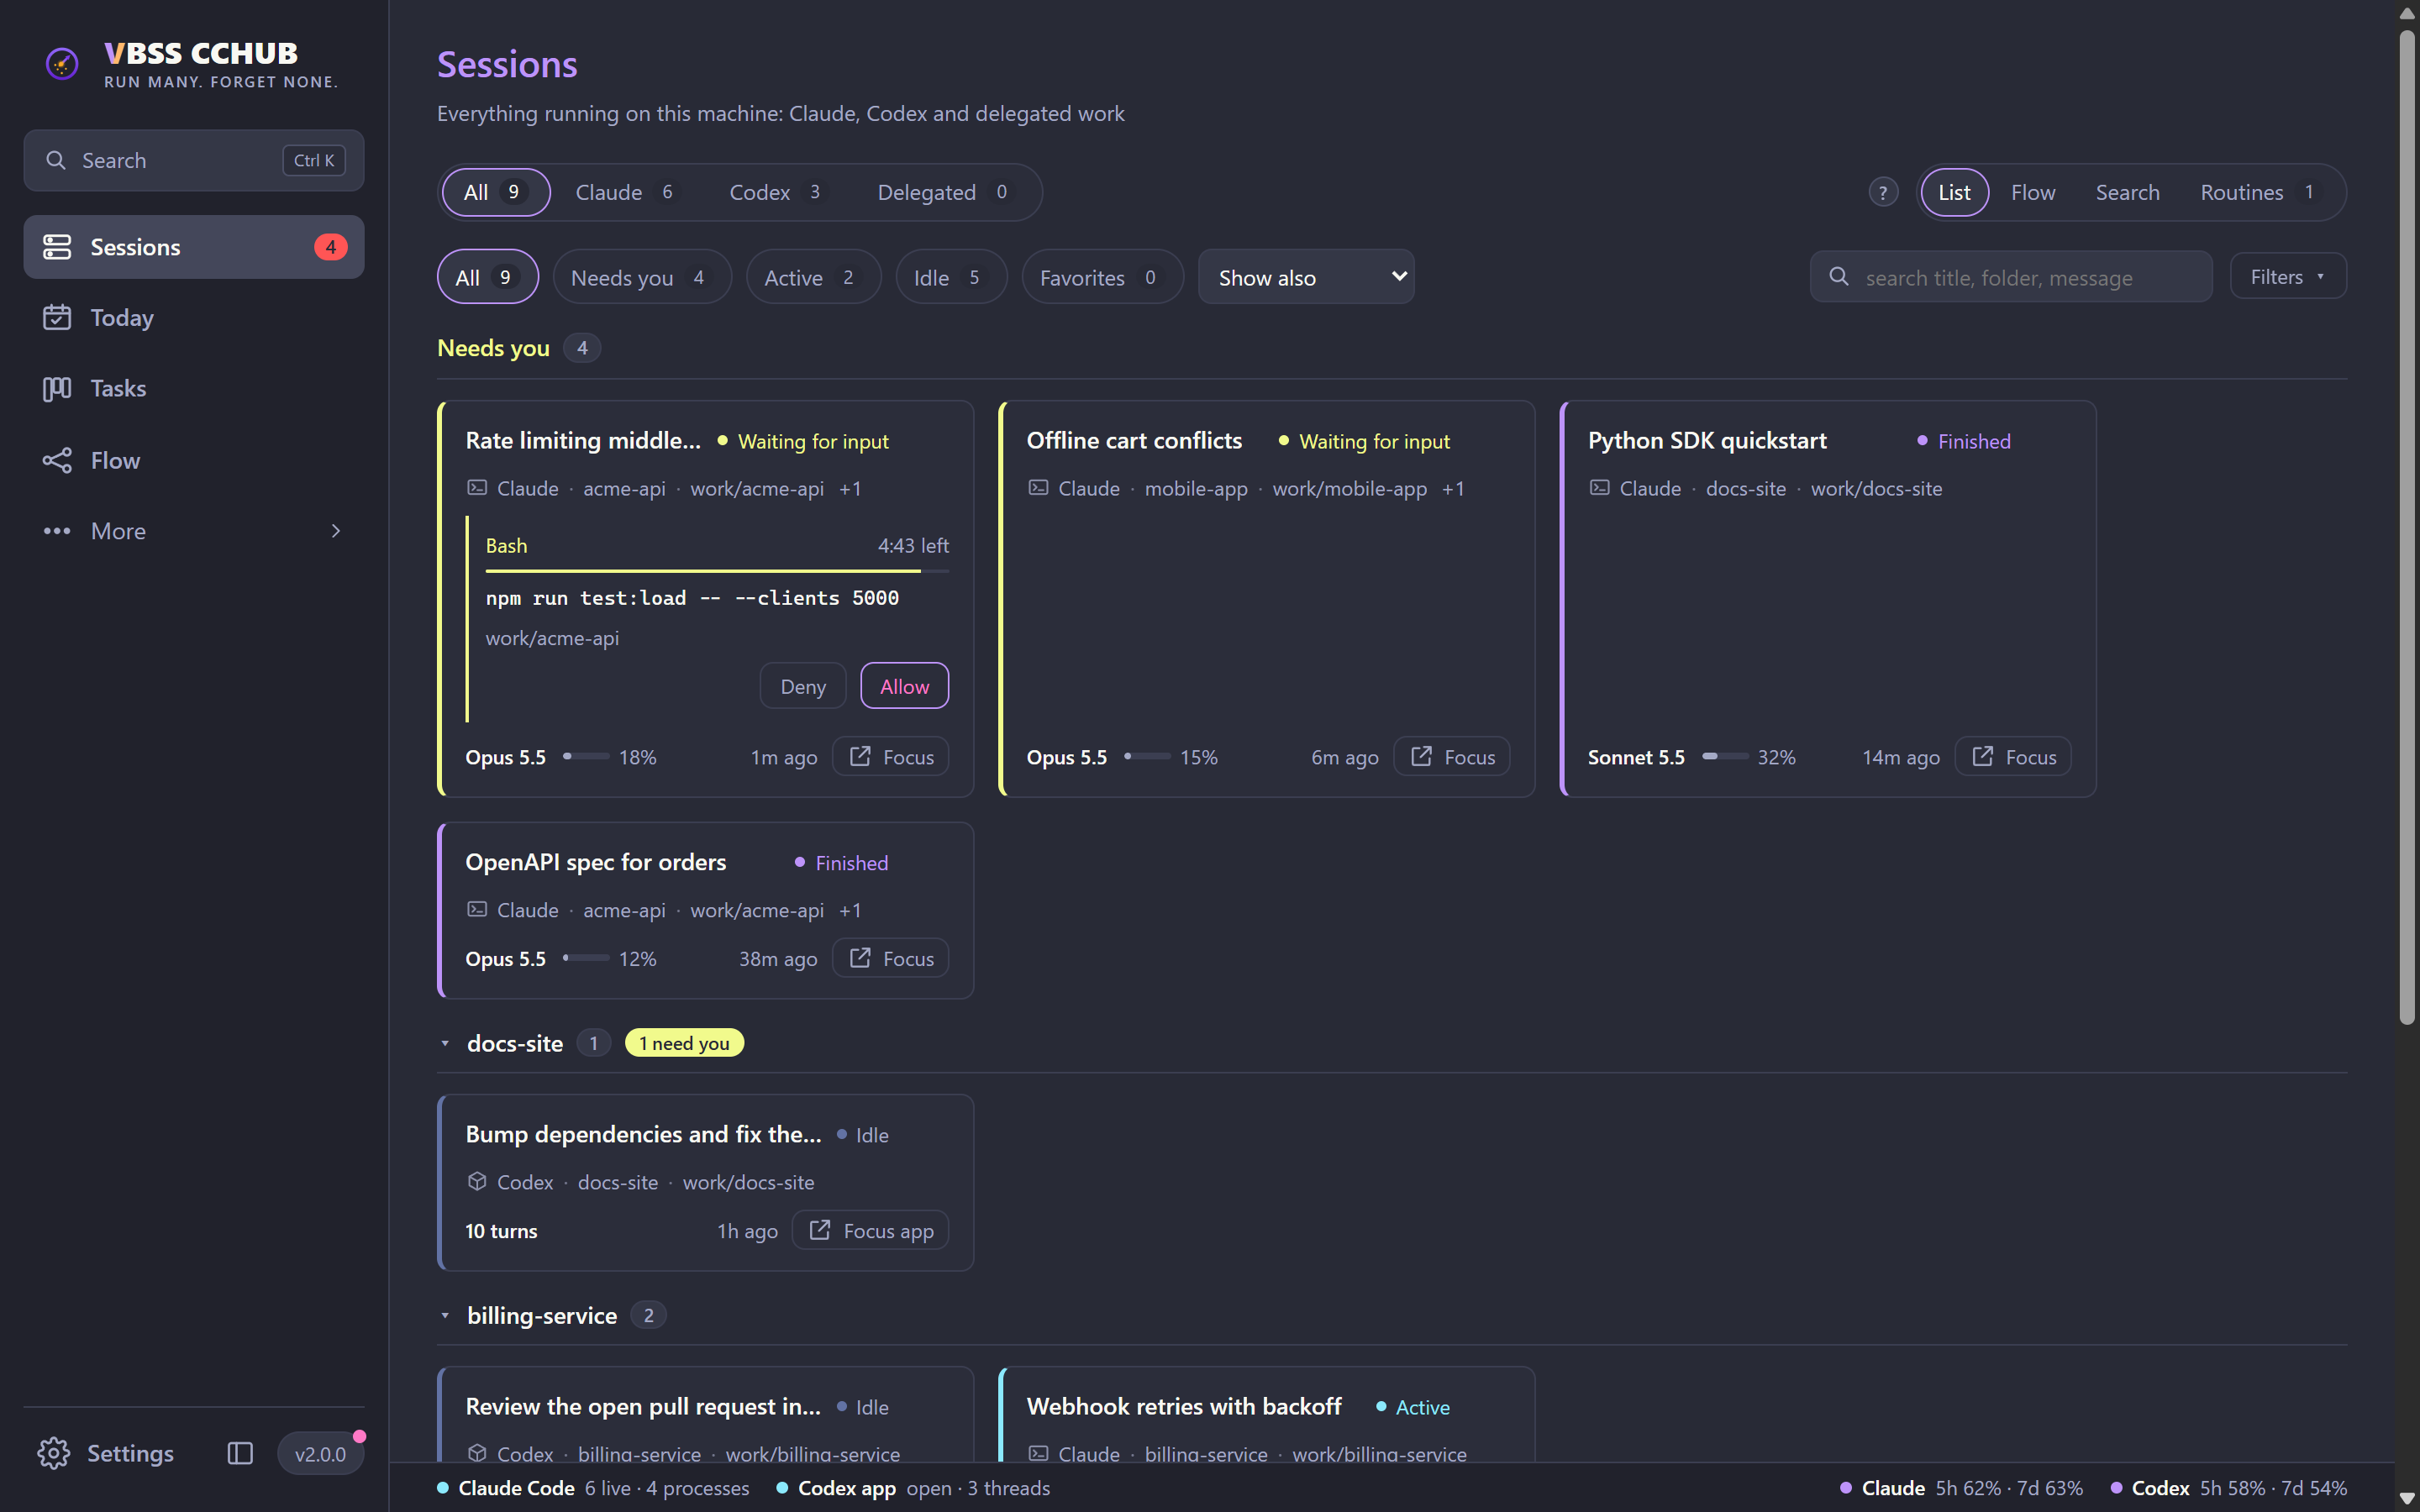 VBSS CCHUB
RUN MANY. FORGET NONE.
Search Ctrl K
Sessions 4
Today
Tasks
Flow
More
Settings v2.0.0
Sessions
Everything running on this machine: Claude, Codex and delegated work
All 9 Claude 6 Codex 3 Delegated 0
? List Flow Search Routines 1
All 9 Needs you 4 Active 2 Idle 5 Favorites 0 Show also
search title, folder, message Filters
Needs you 4
Rate limiting middle... Waiting for input
Claude · acme-api · work/acme-api +1
Bash 4:43 left
npm run test:load -- --clients 5000
work/acme-api
Deny Allow
Opus 5.5 18% 1m ago Focus
Offline cart conflicts Waiting for input
Claude · mobile-app · work/mobile-app +1
Opus 5.5 15% 6m ago Focus
Python SDK quickstart Finished
Claude · docs-site · work/docs-site
Sonnet 5.5 32% 14m ago Focus
OpenAPI spec for orders Finished
Claude · acme-api · work/acme-api +1
Opus 5.5 12% 38m ago Focus
docs-site 1 1 need you
Bump dependencies and fix the... Idle
Codex · docs-site · work/docs-site
10 turns 1h ago Focus app
billing-service 2
Review the open pull request in... Idle
Codex · billing-service · work/billing-service
Webhook retries with backoff Active
Claude · billing-service · work/billing-service
Claude Code 6 live · 4 processes Codex app open · 3 threads
Claude 5h 62% · 7d 63% Codex 5h 58% · 7d 54%